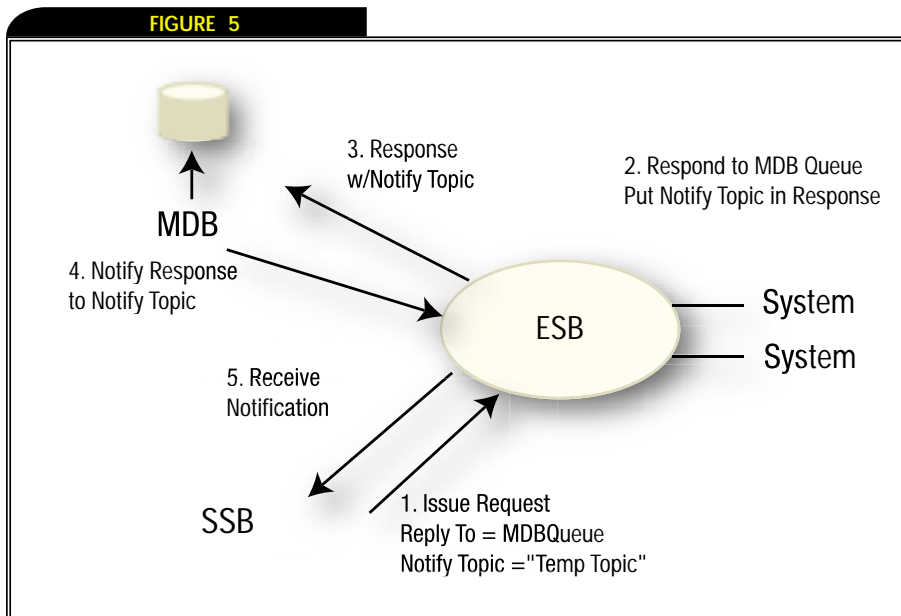 FIGURE 5
3. Response
w/Notify Topic
2. Respond to MDB Queue
Put Notify Topic in Response
MDB
4. Notify Response
to Notify Topic
System
ESB
System
5. Receive
Notification
SSB
1. Issue Request
Reply To = MDBQueue
Notify Topic ="Temp Topic"